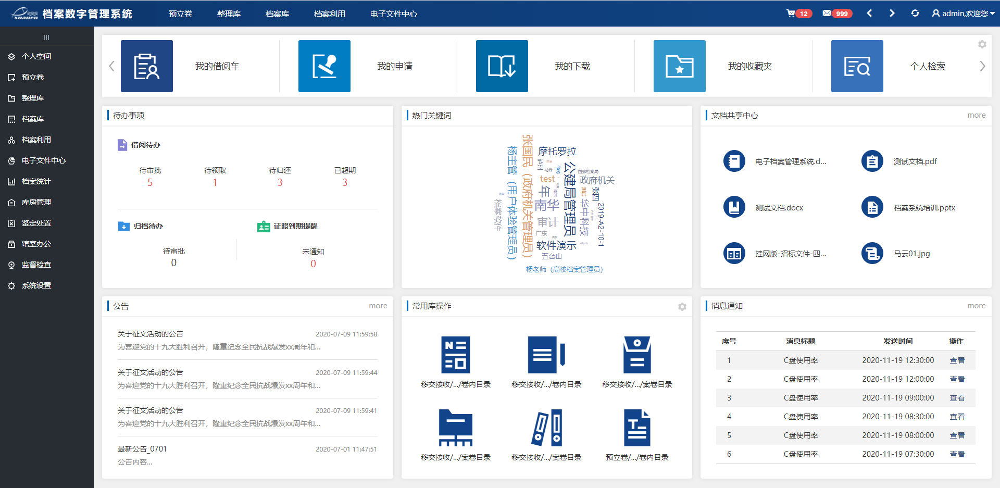 xuanen 档案数字管理系统 预立卷 整理库 档案库 档案利用 电子文件中心 12 999 admin,欢迎您
个人空间
预立卷
整理库
档案库
档案利用
电子文件中心
档案统计
库房管理
鉴定处置
馆室办公
监督检查
系统设置
我的借阅车 我的申请 我的下载 我的收藏夹 个人检索
待办事项
借阅待办
待审批 待领取 待归还 已超期
5 1 3 3
归档待办 证照到期提醒
待审批 未通知
0 0
热门关键词
张国民（政府机关管理员）
杨主管（用户体验管理员）
摩托罗拉
泸州
马云
学校
公建局管理员
国家档案局
test
政府机关
年
南京
测试
张四
南华
档案软件
华中科技
2019-A2-10-1
审计
广东
高校
软件演示
admin
五台山
杨老师（高校档案管理员）
文档共享中心 more
电子档案管理系统.d... 测试文档.pdf
测试文档.docx 档案系统培训.pptx
挂网版-招标文件-四... 马云01.jpg
公告 more
关于征文活动的公告 2020-07-09 11:59:58
为喜迎党的十九大胜利召开，隆重纪念全民抗战爆发xx周年和...
关于征文活动的公告 2020-07-09 11:59:44
为喜迎党的十九大胜利召开，隆重纪念全民抗战爆发xx周年和...
关于征文活动的公告 2020-07-09 11:59:41
为喜迎党的十九大胜利召开，隆重纪念全民抗战爆发xx周年和...
最新公告_0701 2020-07-01 11:47:51
公告内容...
常用库操作
移交接收/.../卷内目录 移交接收/.../卷内目录 移交接收/.../案卷目录
移交接收/.../案卷目录 移交接收/.../案卷目录 预立卷/.../卷内目录
消息通知 more
序号 消息标题 发送时间 操作
1 C盘使用率 2020-11-19 12:30:00 查看
2 C盘使用率 2020-11-19 12:00:00 查看
3 C盘使用率 2020-11-19 09:00:00 查看
4 C盘使用率 2020-11-19 08:30:00 查看
5 C盘使用率 2020-11-19 08:00:00 查看
6 C盘使用率 2020-11-19 07:30:00 查看